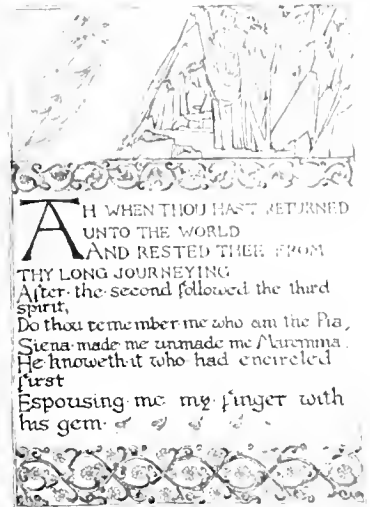 AH WHEN THOU HAST RETURNED
UNTO THE WORLD
AND RESTED THEE FROM
THY LONG JOURNEYING
After·the·second followed the third
spirit,
Do thou remember·me who am the Pia,
Siena·made·me unmade me Maremma.
He·knoweth·it who had encircled
first
Espousing·me my finger with
his gem·